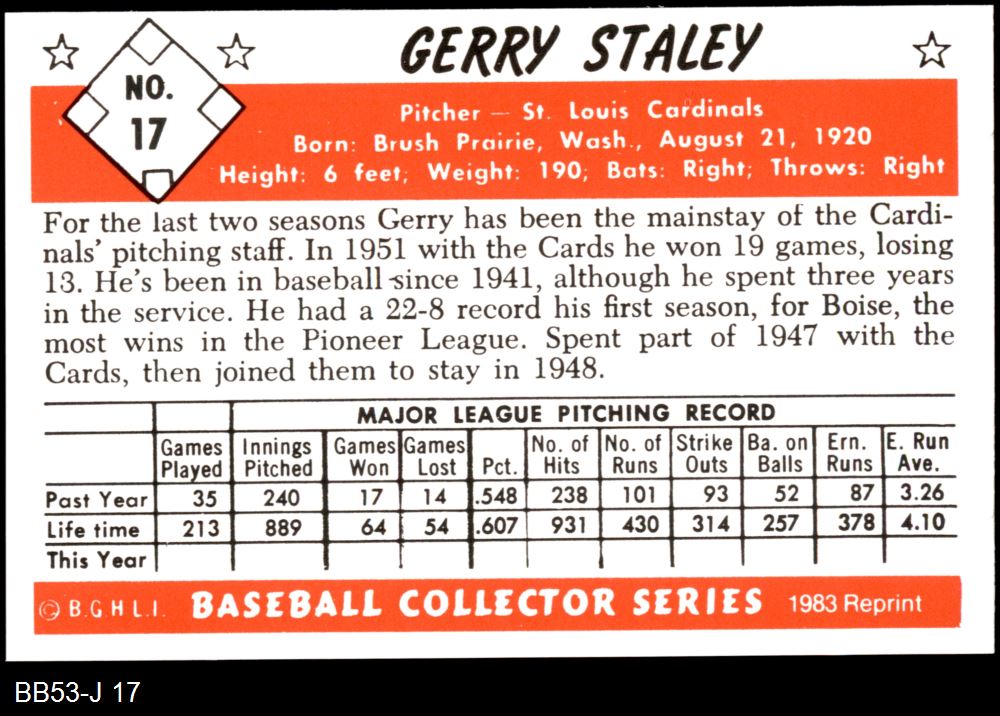 GERRY STALEY
NO.
17
Pitcher — St. Louis Cardinals
Born: Brush Prairie, Wash., August 21, 1920
Height: 6 feet; Weight: 190; Bats: Right; Throws: Right
For the last two seasons Gerry has been the mainstay of the Cardi-
nals' pitching staff. In 1951 with the Cards he won 19 games, losing
13. He's been in baseball since 1941, although he spent three years
in the service. He had a 22-8 record his first season, for Boise, the
most wins in the Pioneer League. Spent part of 1947 with the
Cards, then joined them to stay in 1948.
MAJOR LEAGUE PITCHING RECORD
Games Innings Games Games No. of No. of Strike Ba. on Ern. E. Run
Played Pitched Won Lost Pct. Hits Runs Outs Balls Runs Ave.
Past Year 35 240 17 14 .548 238 101 93 52 87 3.26
Life time 213 889 64 54 .607 931 430 314 257 378 4.10
This Year
© B.G.H.L.I. BASEBALL COLLECTOR SERIES 1983 Reprint
BB53-J 17